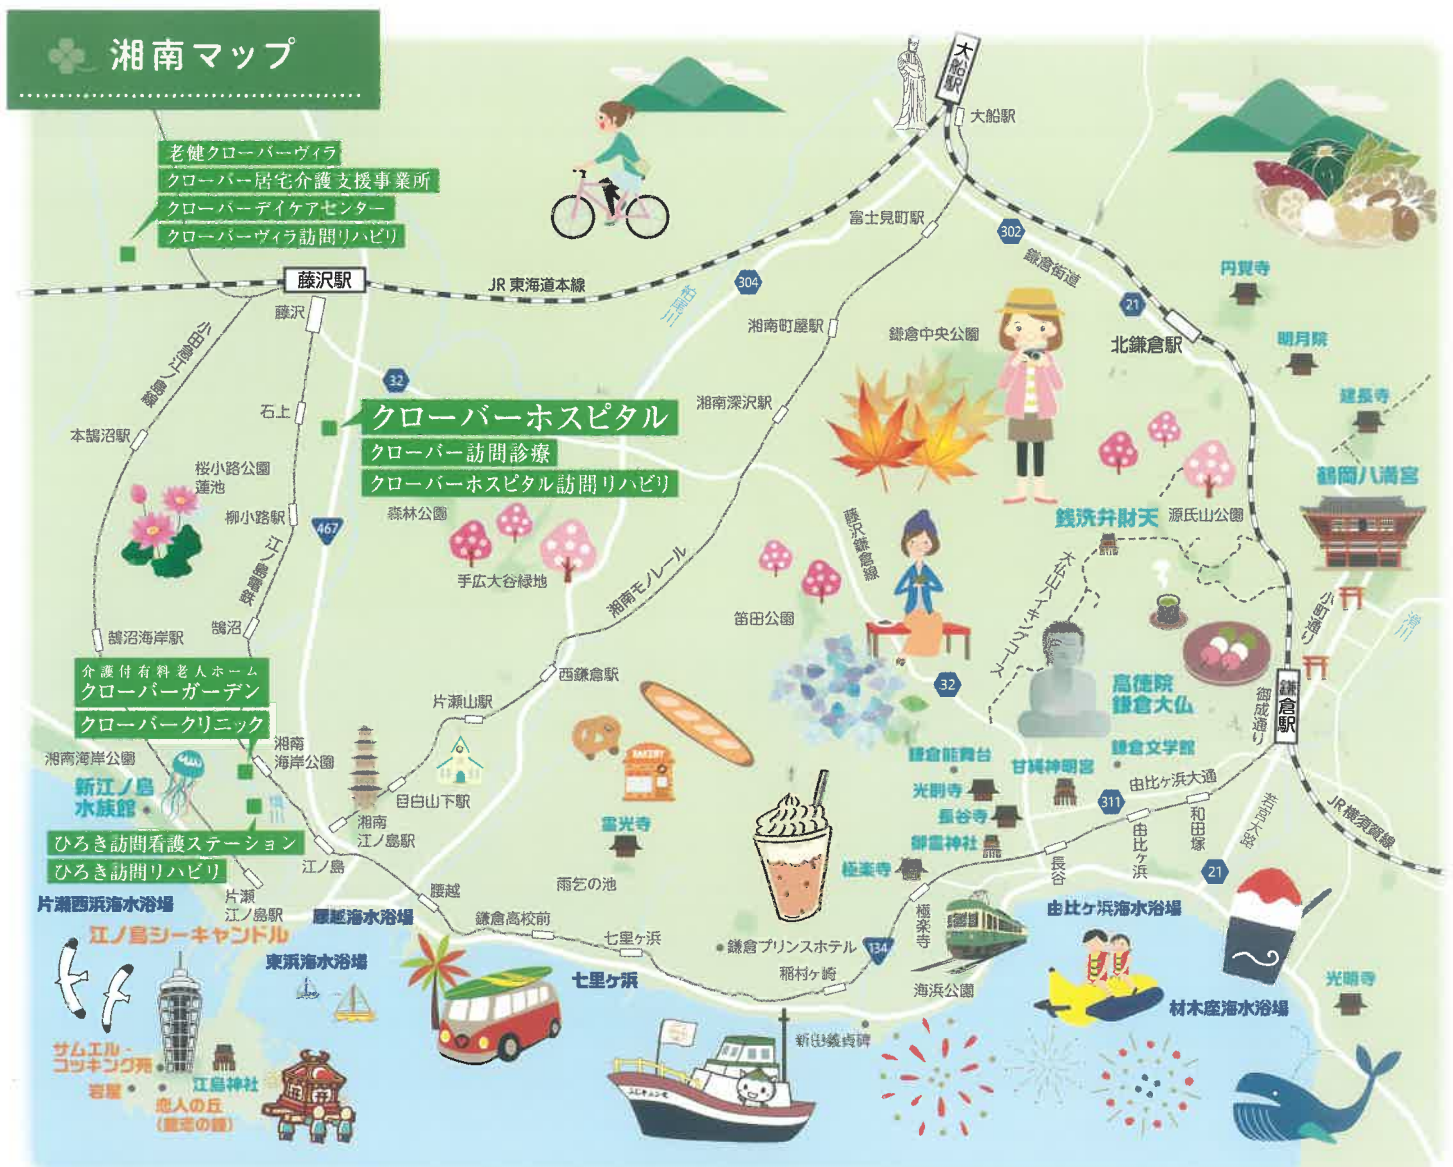 湘南マップ
老健クローバーヴィラ
クローバー居宅介護支援事業所
クローバーデイケアセンター
クローバーヴィラ訪問リハビリ
大船駅
大船駅
富士見町駅
302
鎌倉街道
藤沢駅
JR東海道本線
304
柏尾川
円覚寺
21
藤沢
湘南町屋駅
鎌倉中央公園
北鎌倉駅
明月院
小田急江ノ島線
32
建長寺
石上
クローバーホスピタル
クローバー訪問診療
クローバーホスピタル訪問リハビリ
湘南深沢駅
本鵠沼駅
桜小路公園
蓮池
鶴岡八幡宮
柳小路駅
467
森林公園
藤沢鎌倉線
銭洗弁財天
源氏山公園
江ノ島電鉄
手広大谷緑地
湘南モノレール
大仏山ハイキングコース
小町通り
滑川
鵠沼海岸駅
鵠沼
笛田公園
介護付有料老人ホーム
クローバーガーデン
クローバークリニック
西鎌倉駅
片瀬山駅
32
高徳院
鎌倉大仏
御成通り
鎌倉駅
湘南海岸公園
湘南
海岸公園
BAKERY
鎌倉能舞台
鎌倉文学館
甘縄神明宮
由比ヶ浜大通
新江ノ島
水族館
目白山下駅
光則寺
311
若宮大路
JR横須賀線
湘南
江ノ島駅
霊光寺
長谷寺
由比ヶ浜
和田塚
ひろき訪問看護ステーション
ひろき訪問リハビリ
御霊神社
極楽寺
長谷
21
江ノ島
雨乞の池
片瀬
江ノ島駅
腰越
片瀬西浜海水浴場
腰越海水浴場
鎌倉高校前
七里ヶ浜
鎌倉プリンスホテル
134
極楽寺
由比ヶ浜海水浴場
江ノ島シーキャンドル
東浜海水浴場
七里ヶ浜
稲村ヶ崎
海浜公園
材木座海水浴場
光明寺
サムエル・
コッキング苑
岩屋
江島神社
恋人の丘
(龍恋の鐘)